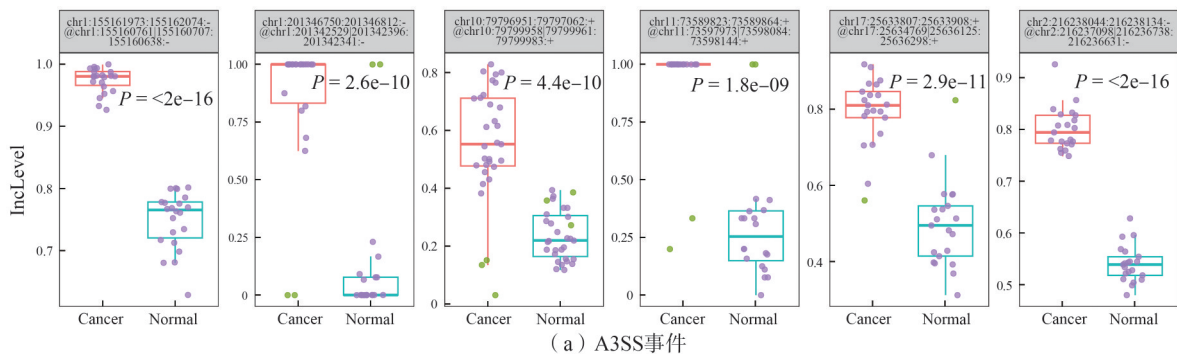 chr1:155161973:155162074:-
@chr1:155160761|155160707:
155160638:-
chr1:201346750:201346812:-
@chr1:201342529|201342396:
201342341:-
chr10:79796951:79797062:+
@chr10:79799958|79799961:
79799983:+
chr11:73589823:73589864:+
@chr11:73597973|73598084:
73598144:+
chr17:25633807:25633908:+
@chr17:25634769|25636125:
25636298:+
chr2:216238044:216238134:-
@chr2:216237098|216236738:
216236631:-
IncLevel
1.0
0.9
0.8
0.7
P = <2e-16
Cancer
Normal
1.00
0.75
0.50
0.25
0
P = 2.6e-10
Cancer
Normal
0.8
0.6
0.4
0.2
0
P = 4.4e-10
Cancer
Normal
1.00
0.75
0.50
0.25
0
P = 1.8e-09
Cancer
Normal
0.8
0.6
0.4
P = 2.9e-11
Cancer
Normal
0.9
0.8
0.7
0.6
0.5
P = <2e-16
Cancer
Normal
（a）A3SS事件